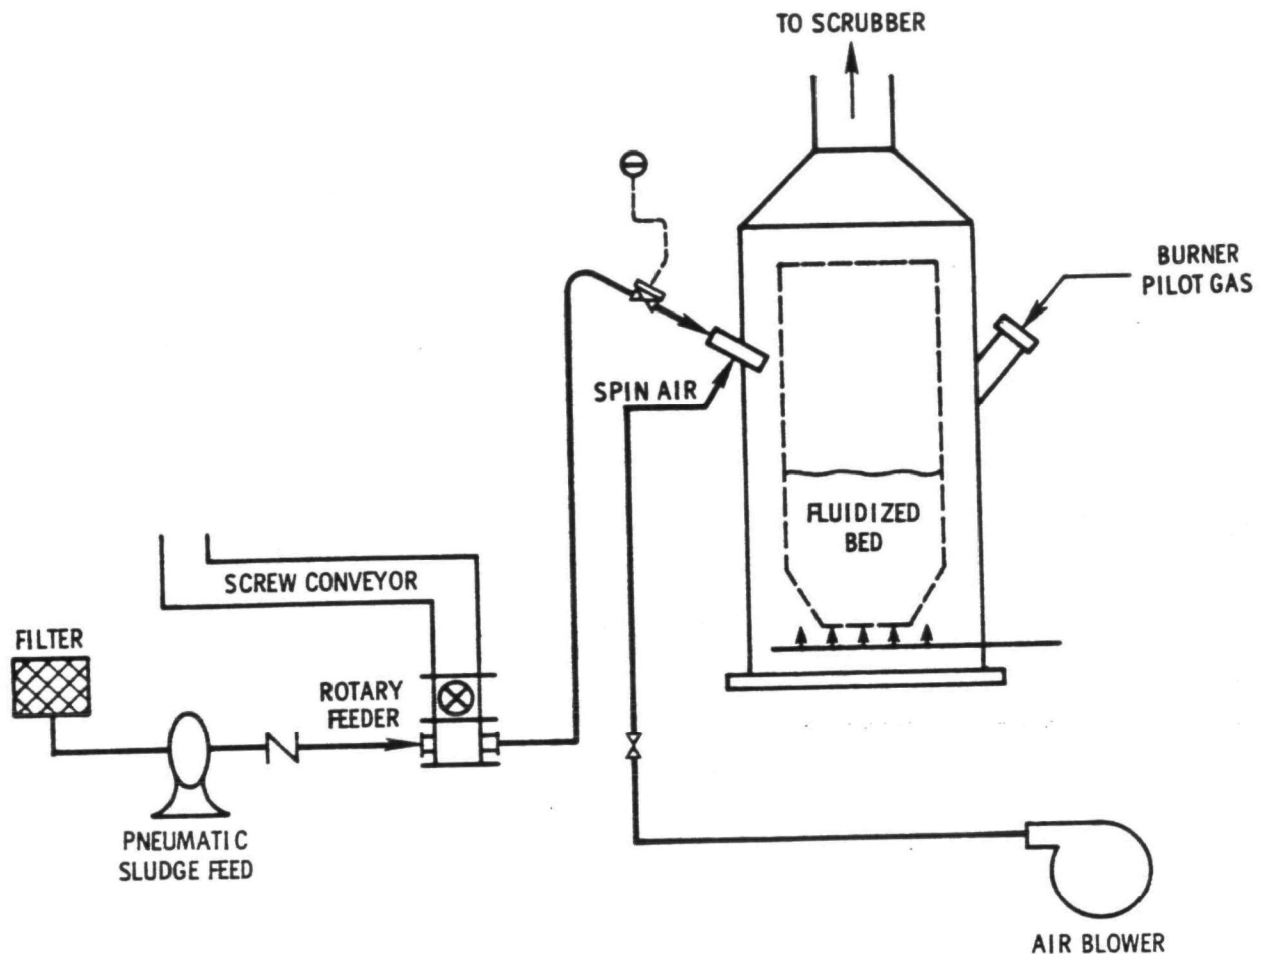 TO SCRUBBER
BURNER
PILOT GAS
SPIN AIR
FLUIDIZED
BED
SCREW CONVEYOR
FILTER
ROTARY
FEEDER
PNEUMATIC
SLUDGE FEED
AIR BLOWER